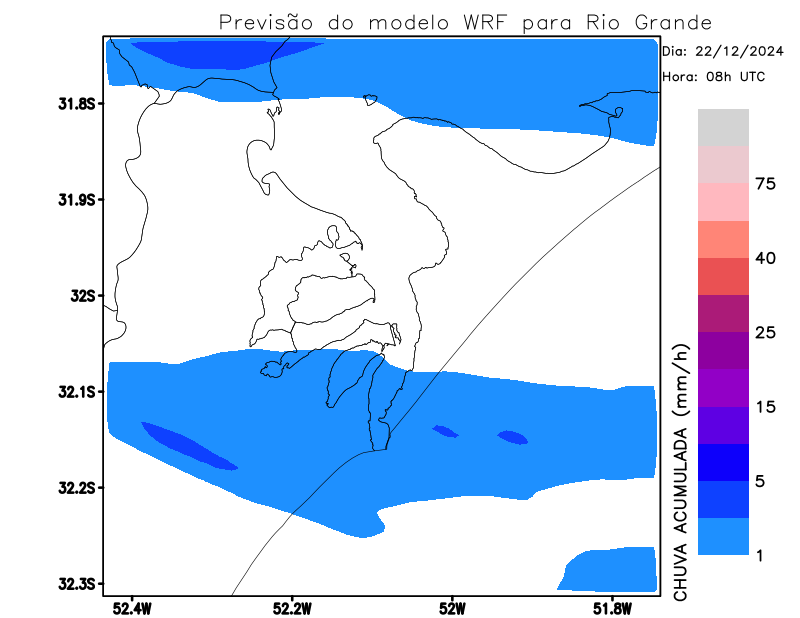 Previsão do modelo WRF para Rio Grande
Dia: 22/12/2024
Hora: 08h UTC
31.8S
31.9S
32S
32.1S
32.2S
32.3S
52.4W
52.2W
52W
51.8W
75
40
25
15
5
1
CHUVA ACUMULADA (mm/h)